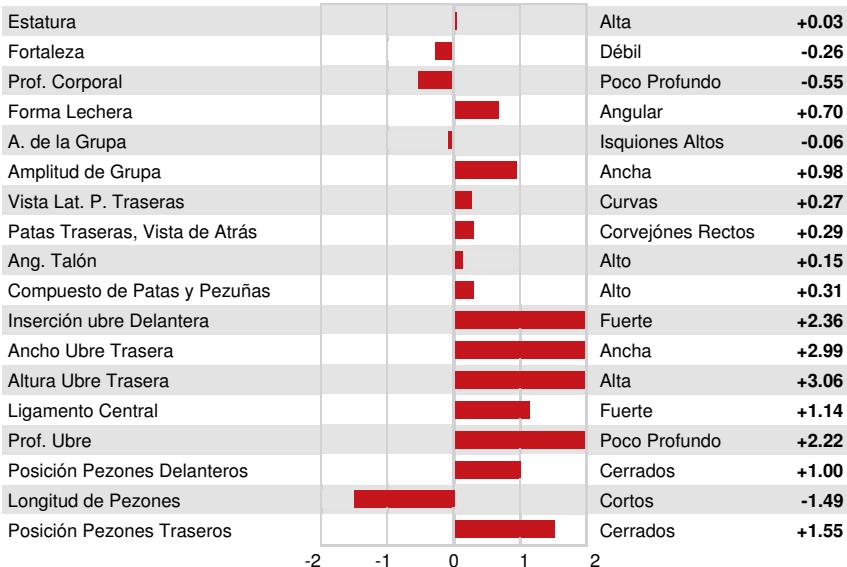 Estatura Alta +0.03
Fortaleza Débil -0.26
Prof. Corporal Poco Profundo -0.55
Forma Lechera Angular +0.70
A. de la Grupa Isquiones Altos -0.06
Amplitud de Grupa Ancha +0.98
Vista Lat. P. Traseras Curvas +0.27
Patas Traseras, Vista de Atrás Corvejónes Rectos +0.29
Ang. Talón Alto +0.15
Compuesto de Patas y Pezuñas Alto +0.31
Inserción ubre Delantera Fuerte +2.36
Ancho Ubre Trasera Ancha +2.99
Altura Ubre Trasera Alta +3.06
Ligamento Central Fuerte +1.14
Prof. Ubre Poco Profundo +2.22
Posición Pezones Delanteros Cerrados +1.00
Longitud de Pezones Cortos -1.49
Posición Pezones Traseros Cerrados +1.55
-2 -1 0 1 2